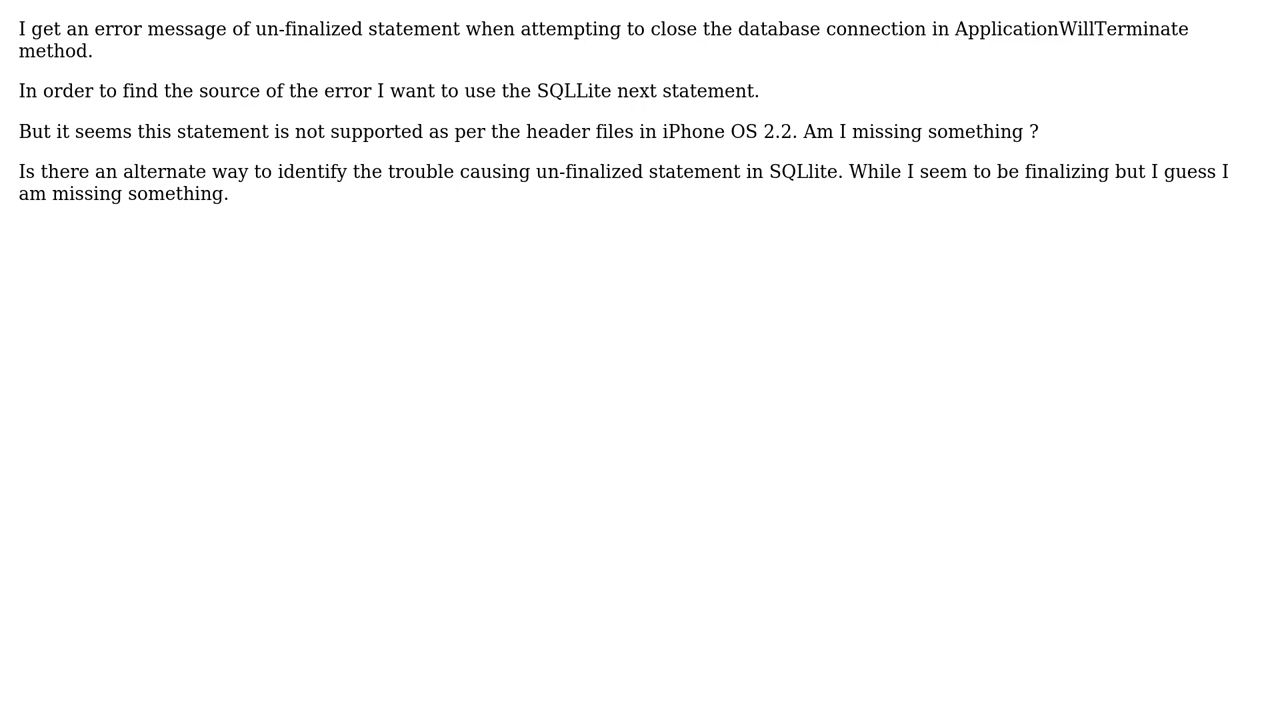 I get an error message of un-finalized statement when attempting to close the database connection in ApplicationWillTerminate
method.
In order to find the source of the error I want to use the SQLLite next statement.
But it seems this statement is not supported as per the header files in iPhone OS 2.2. Am I missing something ?
Is there an alternate way to identify the trouble causing un-finalized statement in SQLlite. While I seem to be finalizing but I guess I
am missing something.